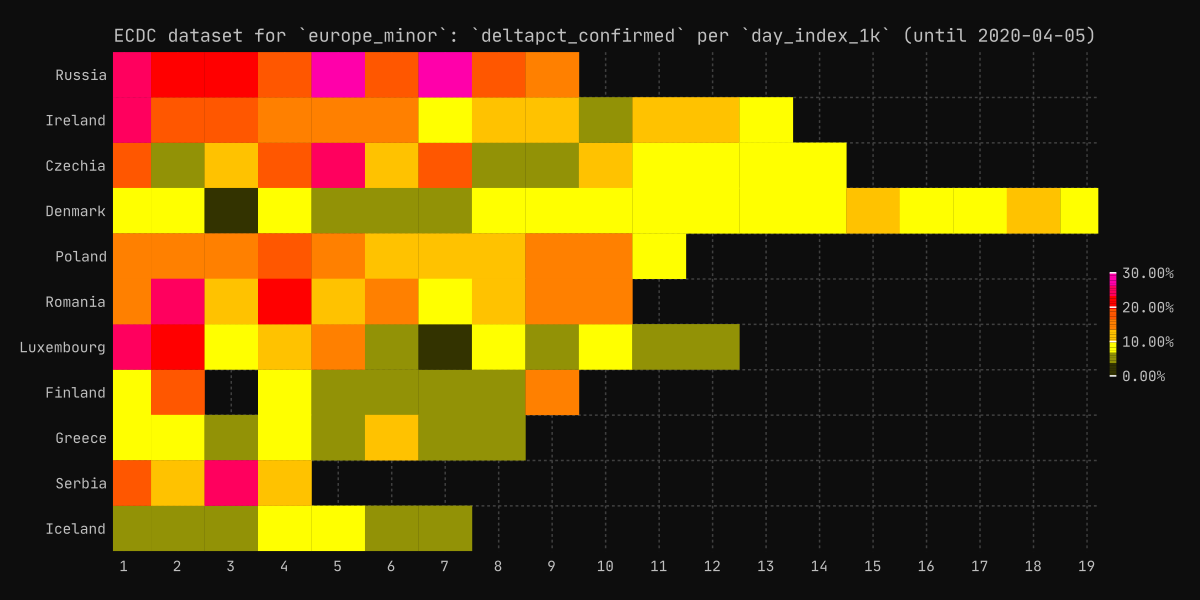 ECDC dataset for `europe_minor`: `deltapct_confirmed` per `day_index_1k` (until 2020-04-05)
Russia
Ireland
Czechia
Denmark
Poland
Romania
Luxembourg
Finland
Greece
Serbia
Iceland
30.00%
20.00%
10.00%
0.00%
1 2 3 4 5 6 7 8 9 10 11 12 13 14 15 16 17 18 19